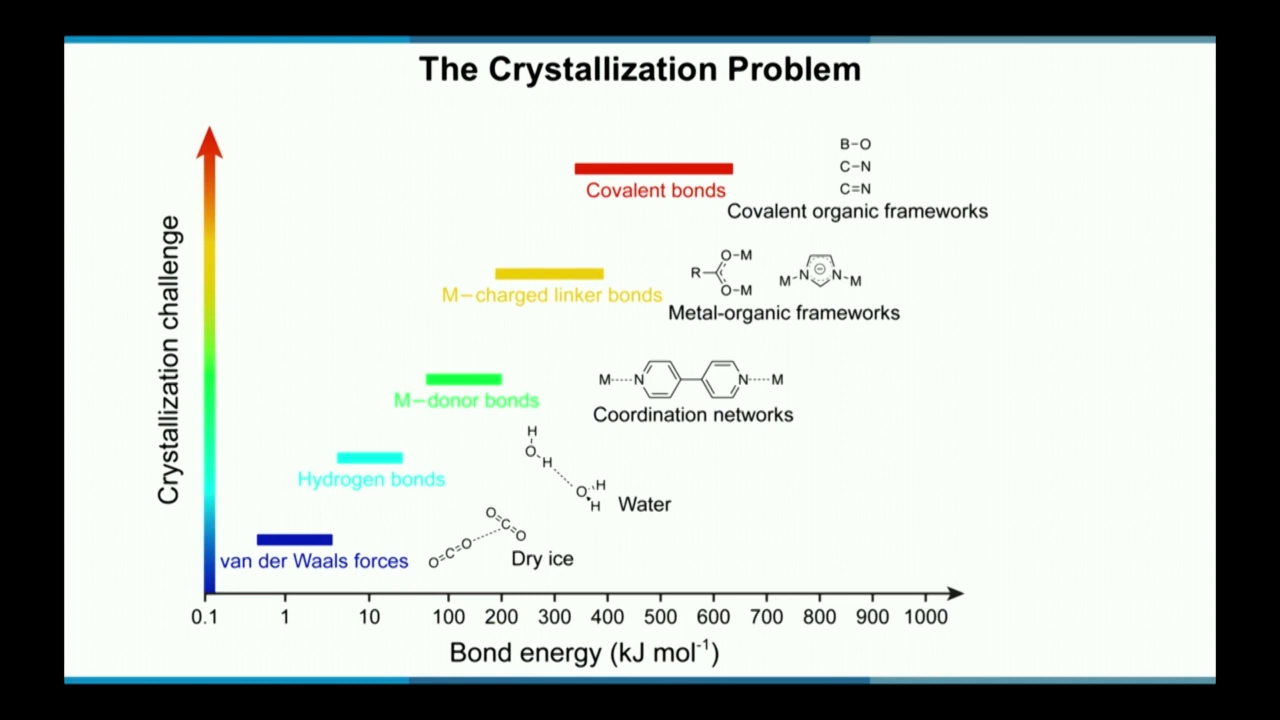 The Crystallization Problem
Crystallization challenge
B–O
C–N
C=N
Covalent bonds
Covalent organic frameworks
R
O–M
O–M
M
N
N
M
M−charged linker bonds
Metal-organic frameworks
M
N
N
M
M−donor bonds
Coordination networks
H
O
H
O
H
H
Hydrogen bonds
Water
O
C
O
O
C
O
van der Waals forces
Dry ice
0.1 1 10 100 200 300 400 500 600 700 800 900 1000
Bond energy (kJ mol⁻¹)